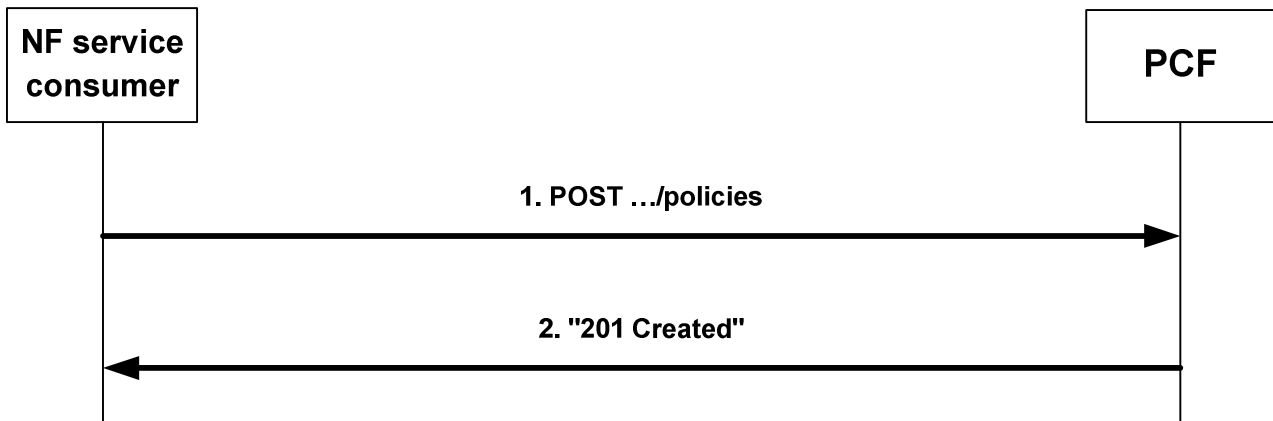 NF service
consumer
PCF
1. POST …/policies
2. "201 Created"